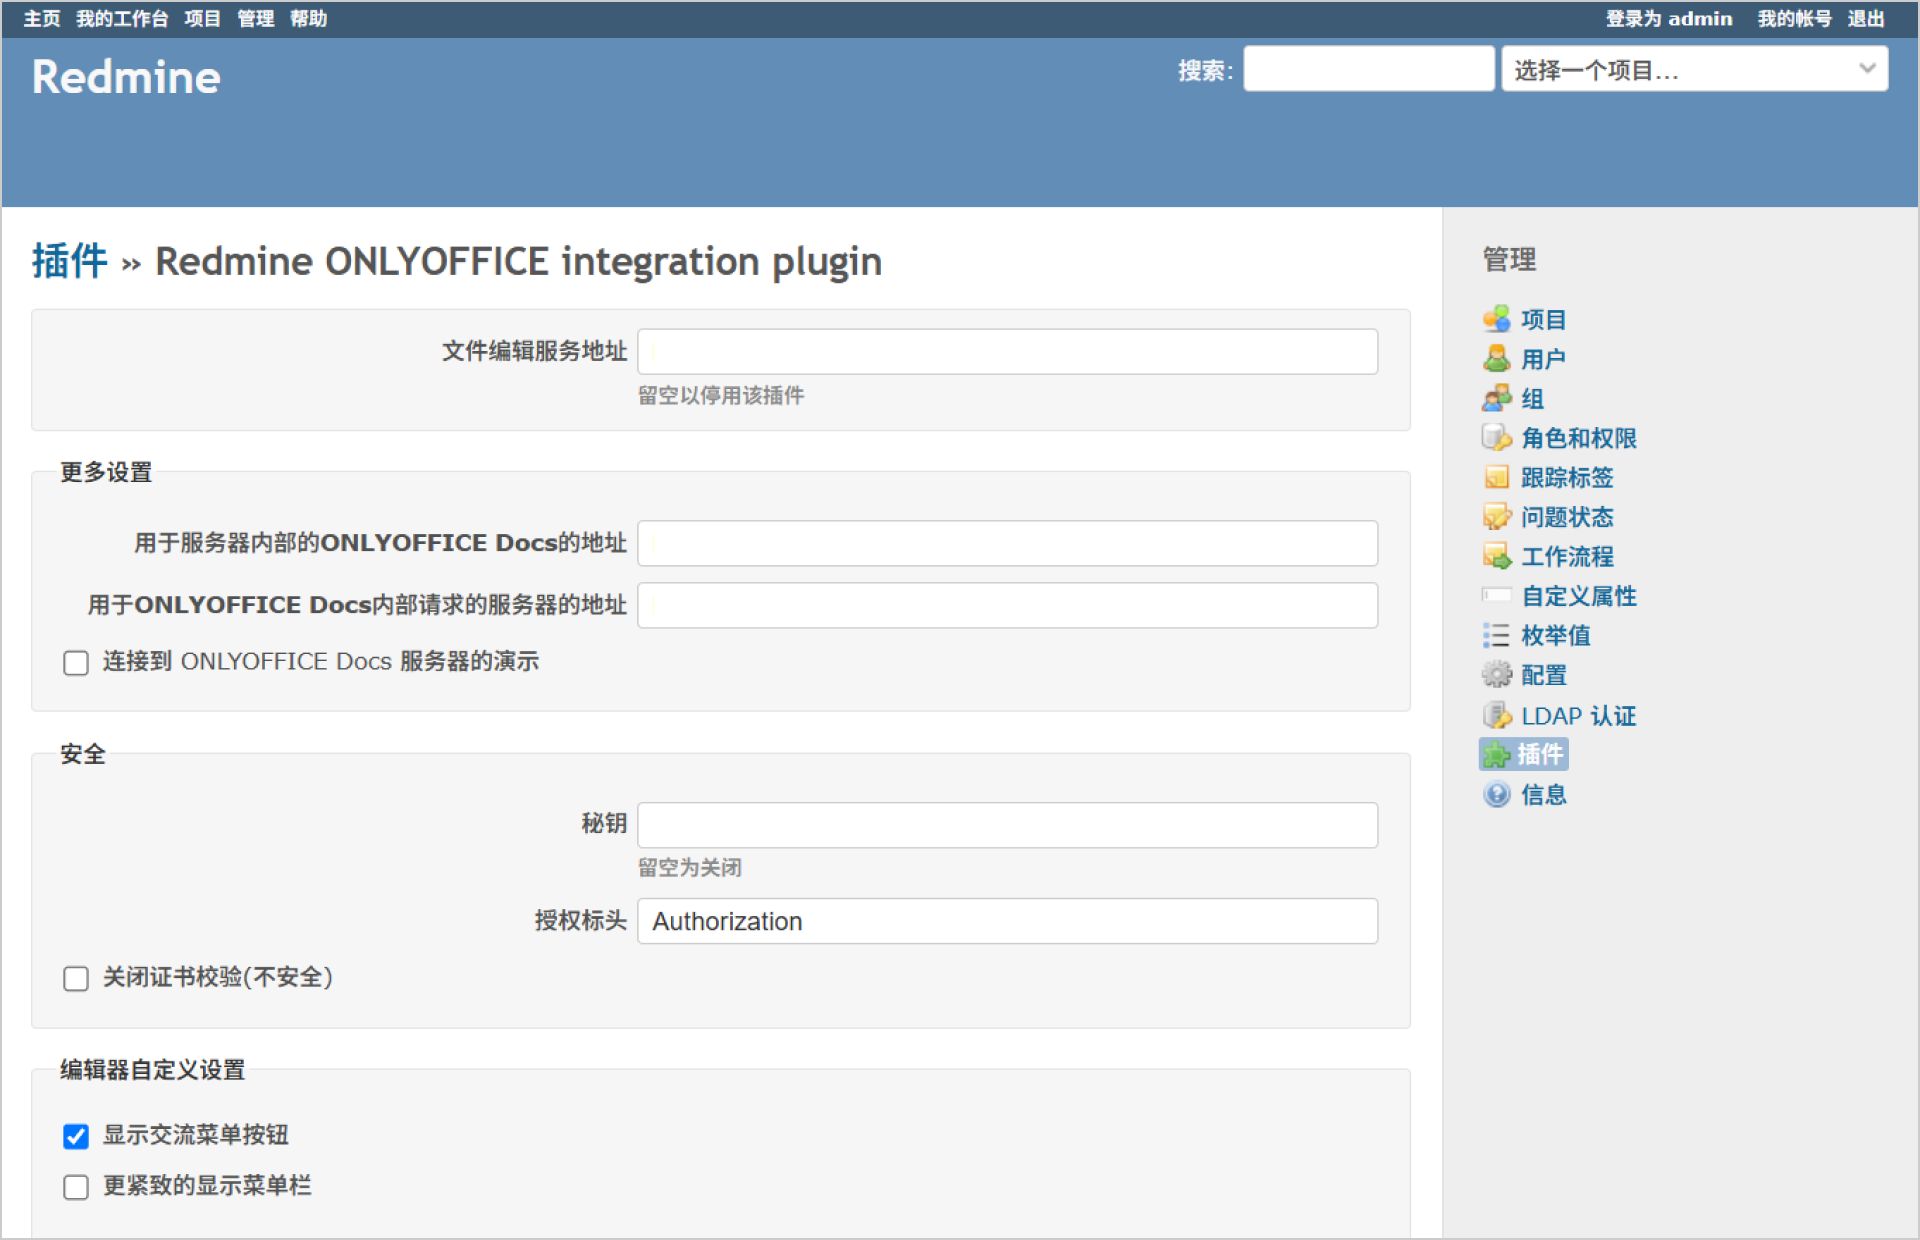 主页 我的工作台 项目 管理 帮助
登录为 admin 我的帐号 退出
Redmine
搜索: 选择一个项目...
插件 » Redmine ONLYOFFICE integration plugin
文件编辑服务地址
留空以停用该插件
更多设置
用于服务器内部的ONLYOFFICE Docs的地址
用于ONLYOFFICE Docs内部请求的服务器的地址
连接到 ONLYOFFICE Docs 服务器的演示
安全
秘钥
留空为关闭
授权标头 Authorization
关闭证书校验(不安全)
编辑器自定义设置
显示交流菜单按钮
更紧致的显示菜单栏
管理
项目
用户
组
角色和权限
跟踪标签
问题状态
工作流程
自定义属性
枚举值
配置
LDAP 认证
插件
信息